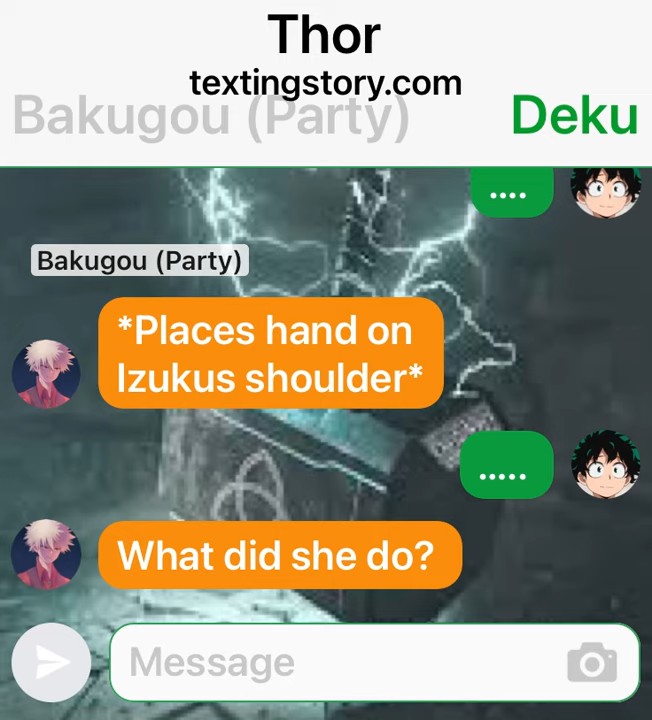 Thor
textingstory.com
Bakugou (Party) Deku
....
Bakugou (Party)
*Places hand on
Izukus shoulder*
.....
What did she do?
Message